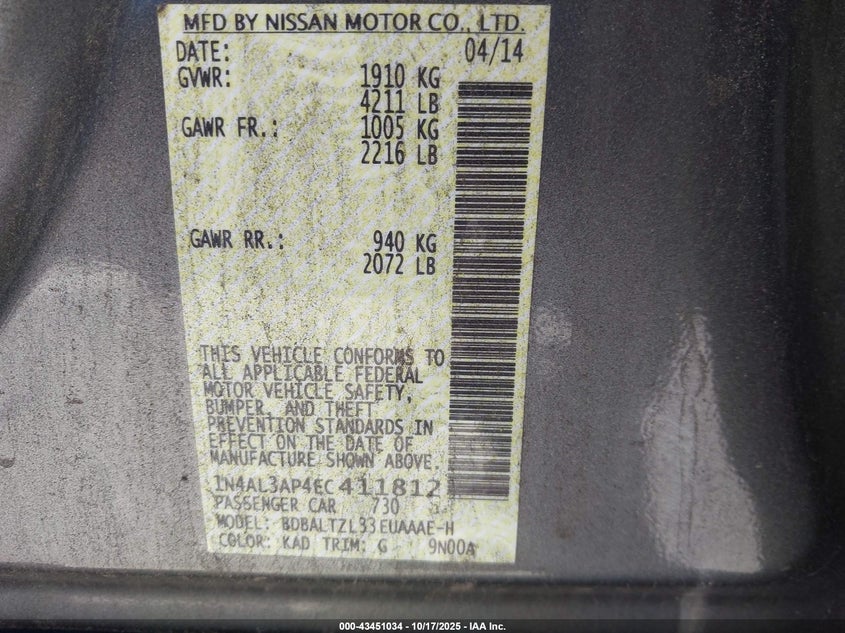 MFD BY NISSAN MOTOR CO., LTD.
DATE: 04/14
GVWR: 1910 KG
4211 LB
GAWR FR.: 1005 KG
2216 LB
GAWR RR.: 940 KG
2072 LB
THIS VEHICLE CONFORMS TO
ALL APPLICABLE FEDERAL
MOTOR VEHICLE SAFETY,
BUMPER, AND THEFT
PREVENTION STANDARDS IN
EFFECT ON THE DATE OF
MANUFACTURE SHOWN ABOVE.
1N4AL3AP4EC411812
PASSENGER CAR 730
MODEL: BDBALTZL33EUAAAE-H
COLOR: KAD TRIM: G 9N00A
000-43451034 | 10/17/2025 | IAA Inc.